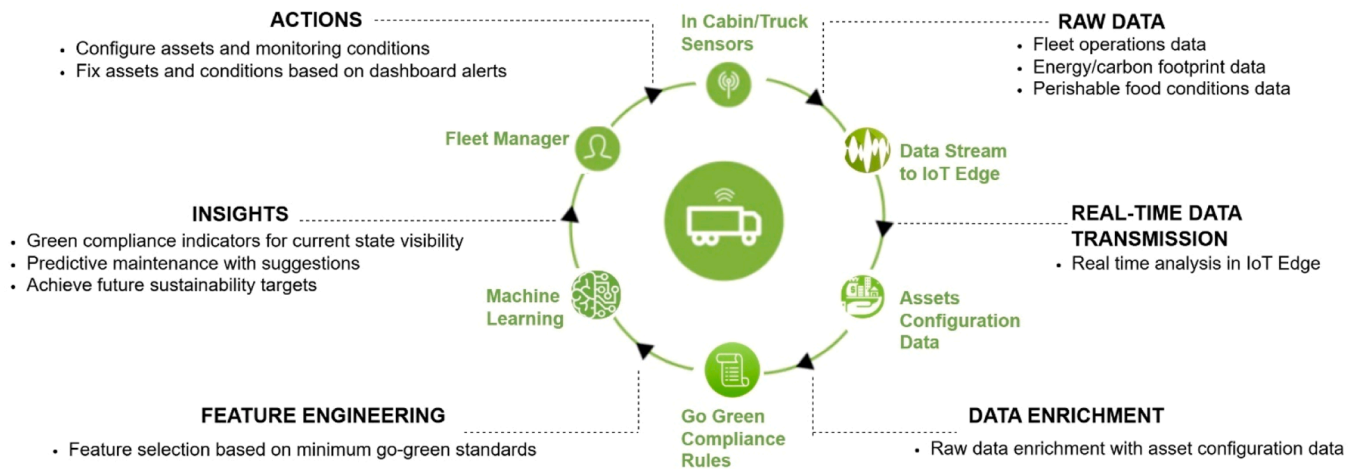 ACTIONS
• Configure assets and monitoring conditions
• Fix assets and conditions based on dashboard alerts
In Cabin/Truck
Sensors
RAW DATA
• Fleet operations data
• Energy/carbon footprint data
• Perishable food conditions data
Fleet Manager
Data Stream
to IoT Edge
INSIGHTS
• Green compliance indicators for current state visibility
• Predictive maintenance with suggestions
• Achieve future sustainability targets
REAL-TIME DATA
TRANSMISSION
• Real time analysis in IoT Edge
Machine
Learning
Assets
Configuration
Data
FEATURE ENGINEERING
• Feature selection based on minimum go-green standards
Go Green
Compliance
Rules
DATA ENRICHMENT
• Raw data enrichment with asset configuration data